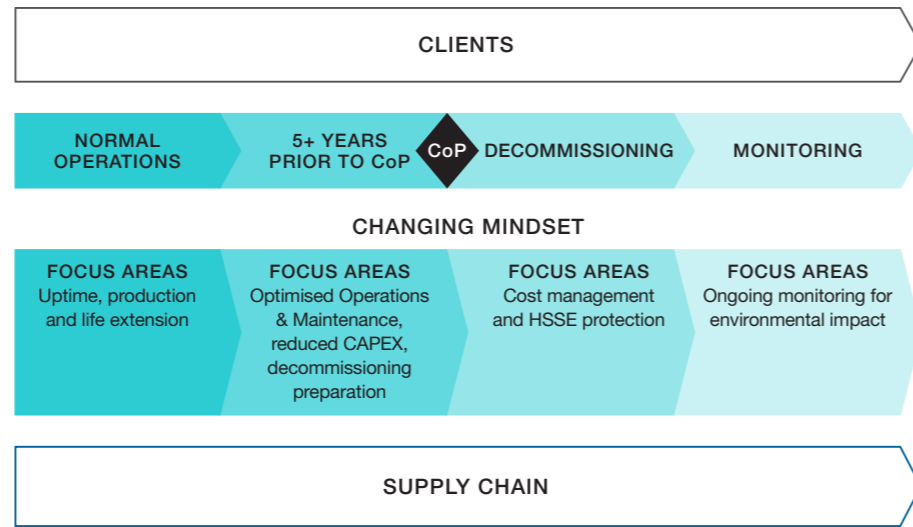 CLIENTS
NORMAL
OPERATIONS
5+ YEARS
PRIOR TO CoP
CoP
DECOMMISSIONING
MONITORING
CHANGING MINDSET
FOCUS AREAS
Uptime, production
and life extension
FOCUS AREAS
Optimised Operations
& Maintenance,
reduced CAPEX,
decommissioning
preparation
FOCUS AREAS
Cost management
and HSSE protection
FOCUS AREAS
Ongoing monitoring for
environmental impact
SUPPLY CHAIN